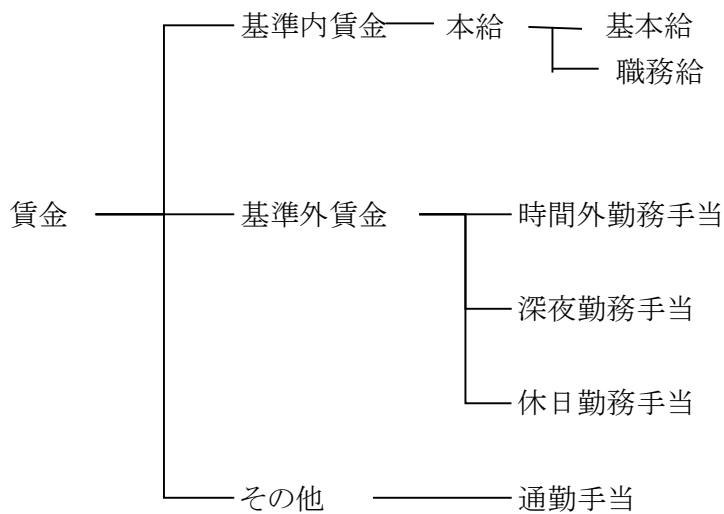 基準内賃金 本給 基本給
職務給
賃金 基準外賃金 時間外勤務手当
深夜勤務手当
休日勤務手当
その他 通勤手当